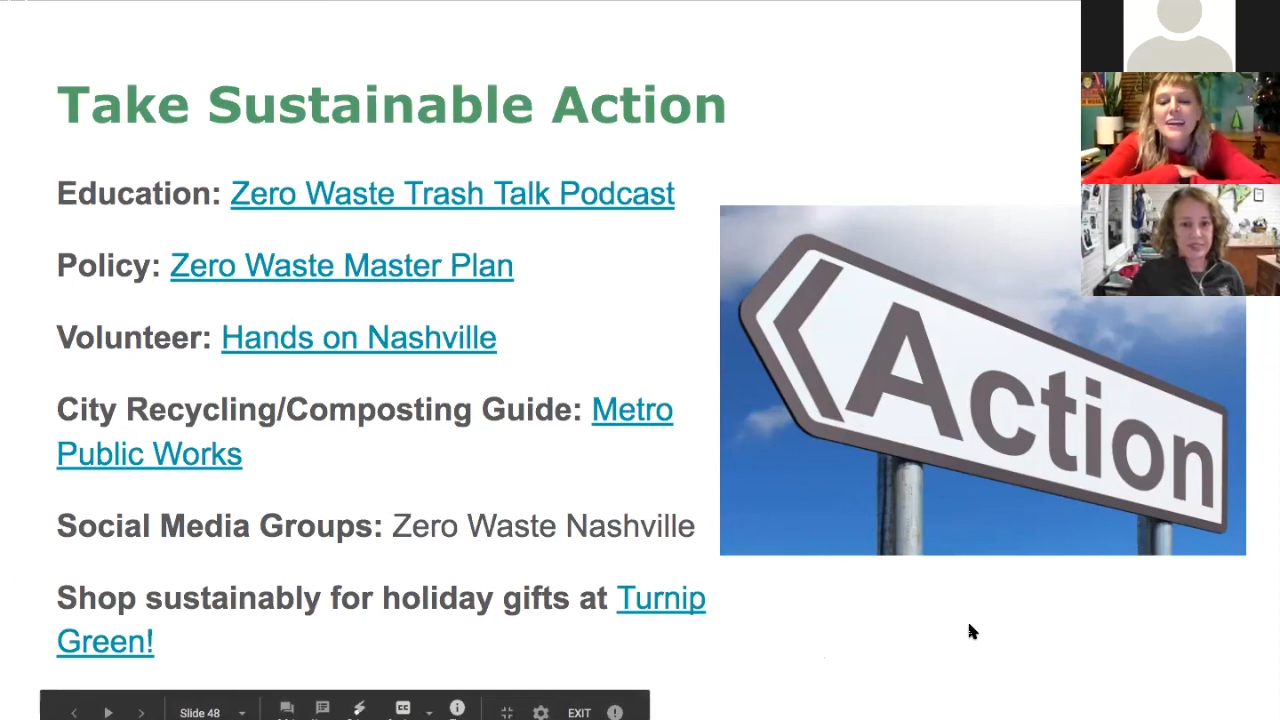 Take Sustainable Action
Education: Zero Waste Trash Talk Podcast
Policy: Zero Waste Master Plan
Volunteer: Hands on Nashville
City Recycling/Composting Guide: Metro
Public Works
Social Media Groups: Zero Waste Nashville
Shop sustainably for holiday gifts at Turnip
Green!
Action
Slide 48
CC
EXIT